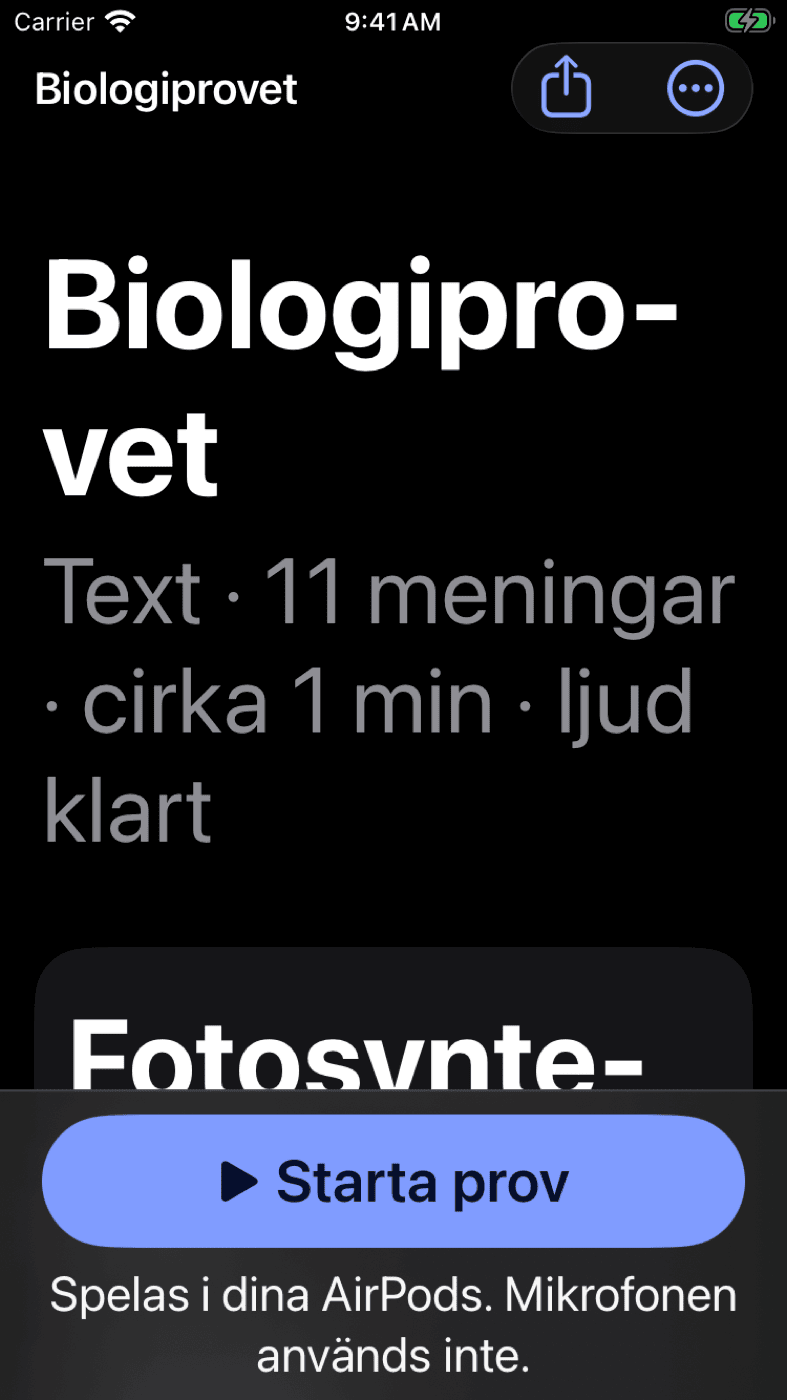 Carrier
9:41 AM
Biologiprovet
Biologipro-
vet
Text · 11 meningar
· cirka 1 min · ljud
klart
Fotosynte-
Starta prov
Spelas i dina AirPods. Mikrofonen
används inte.